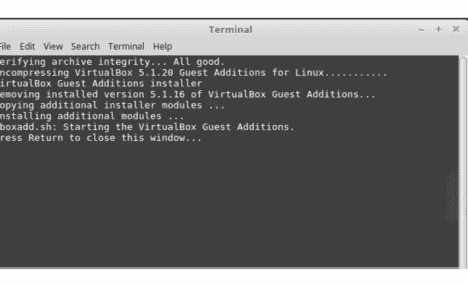 Terminal
File Edit View Search Terminal Help
erifying archive integrity... All good.
ncompressing VirtualBox 5.1.20 Guest Additions for Linux...........
irtualBox Guest Additions installer
emoving installed version 5.1.16 of VirtualBox Guest Additions...
opying additional installer modules ...
nstalling additional modules ...
boxadd.sh: Starting the VirtualBox Guest Additions.
ress Return to close this window...